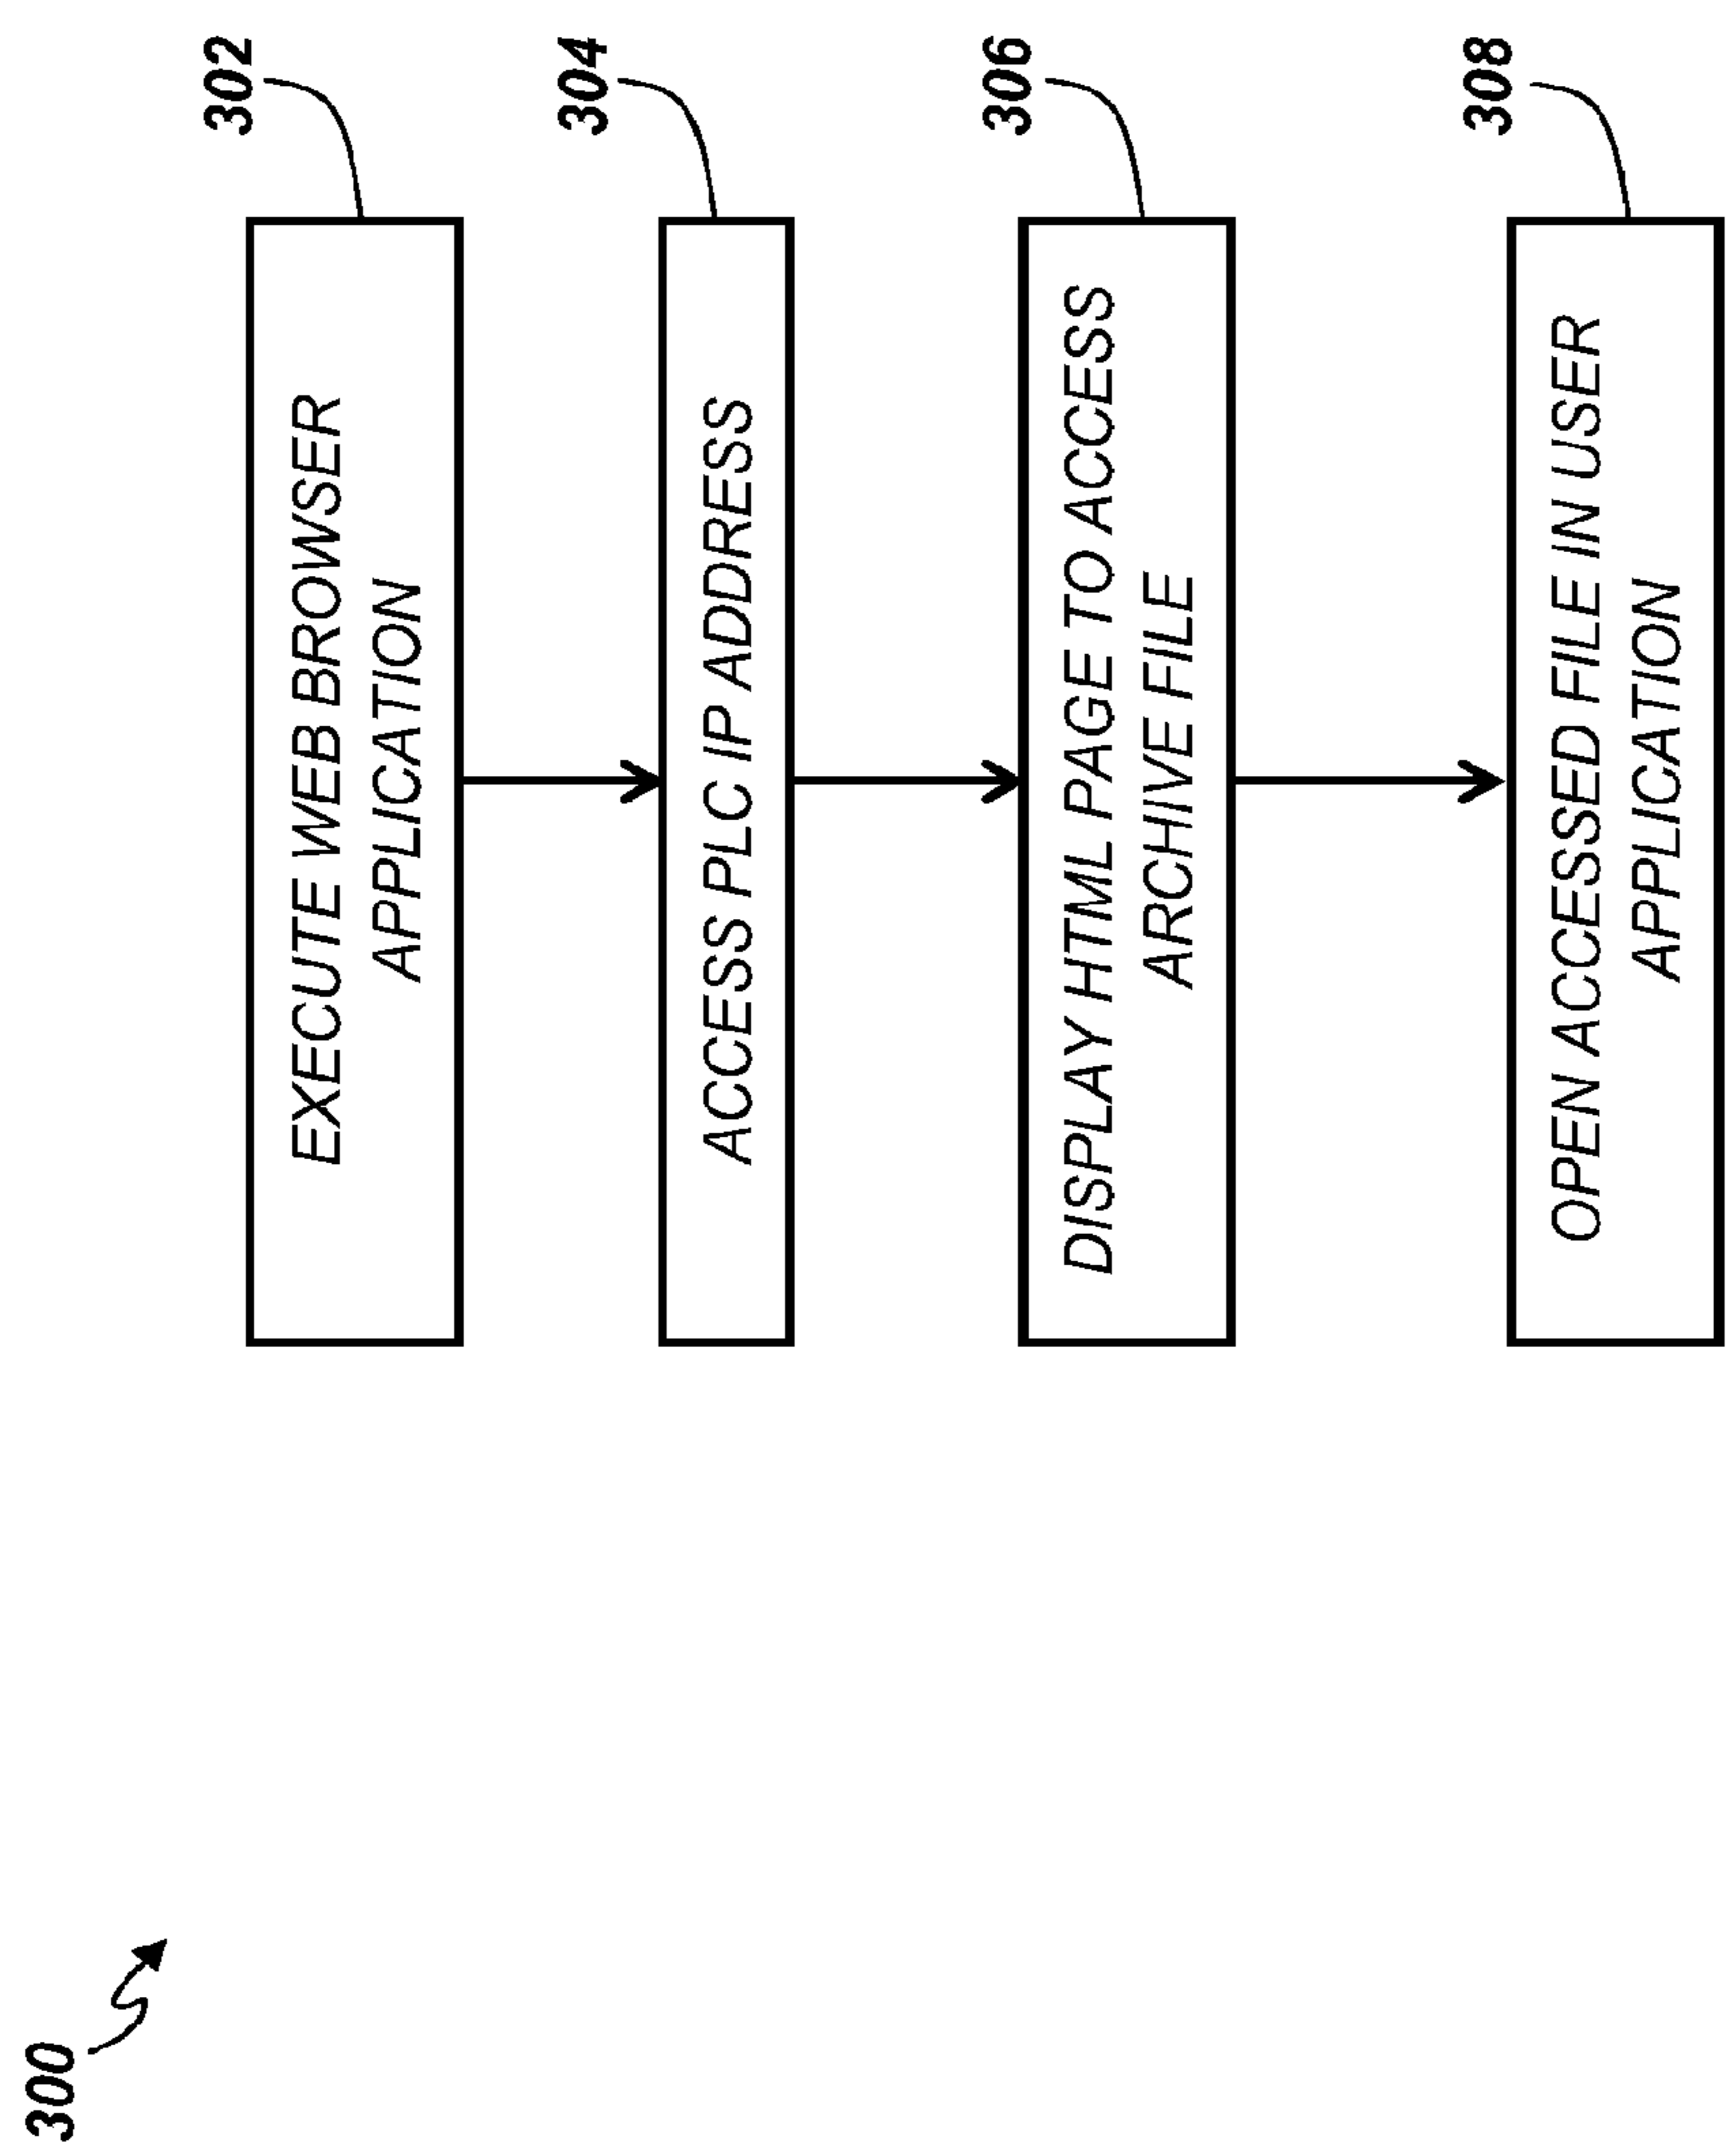 300
302
EXECUTE WEB BROWSER
APPLICATION
304
ACCESS PLC IP ADDRESS
306
DISPLAY HTML PAGE TO ACCESS
ARCHIVE FILE
308
OPEN ACCESSED FILE IN USER
APPLICATION